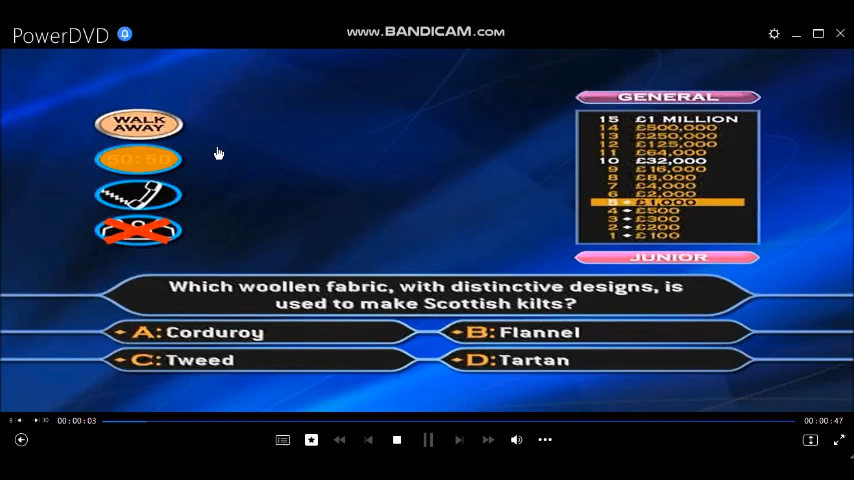 PowerDVD
www.BANDICAM.com
WALK
AWAY
50:50
GENERAL
15 £1 MILLION
14 £500,000
13 £250,000
12 £125,000
11 £64,000
10 £32,000
9 £16,000
8 £8,000
7 £4,000
6 £2,000
5 £1,000
4 £500
3 £300
2 £200
1 £100
JUNIOR
Which woollen fabric, with distinctive designs, is
used to make Scottish kilts?
A: Corduroy
B: Flannel
C: Tweed
D: Tartan
00:00:03
00:00:47